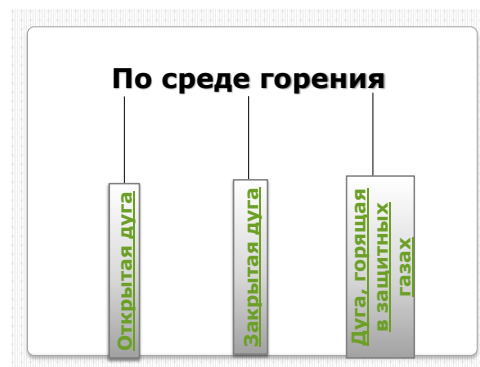 По среде горения
Открытая дуга
Закрытая дуга
Дуга, горящая
в защитных
газах